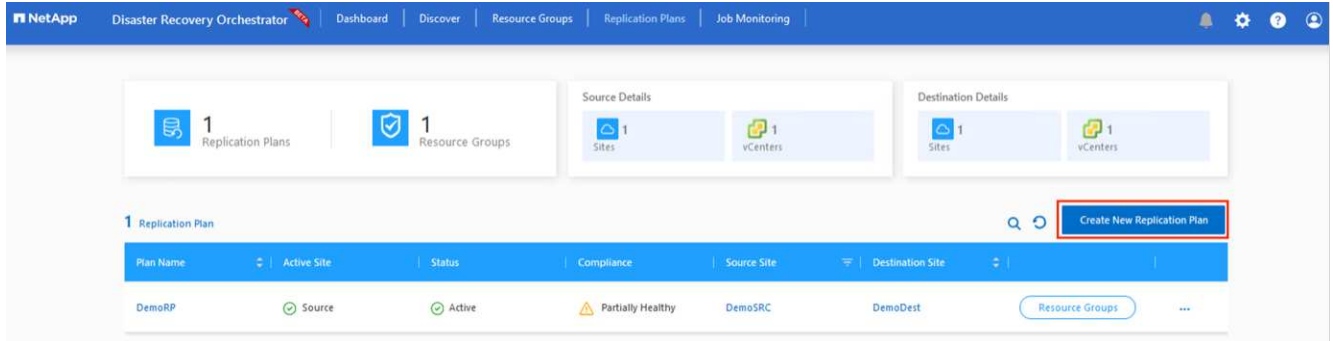 NetApp Disaster Recovery Orchestrator Dashboard Discover Resource Groups Replication Plans Job Monitoring
1
Replication Plans
1
Resource Groups
Source Details
1
Sites
1
vCenters
Destination Details
1
Sites
1
vCenters
1 Replication Plan
Create New Replication Plan
Plan Name Active Site Status Compliance Source Site Destination Site
DemoRP Source Active Partially Healthy DemoSRC DemoDest Resource Groups ...